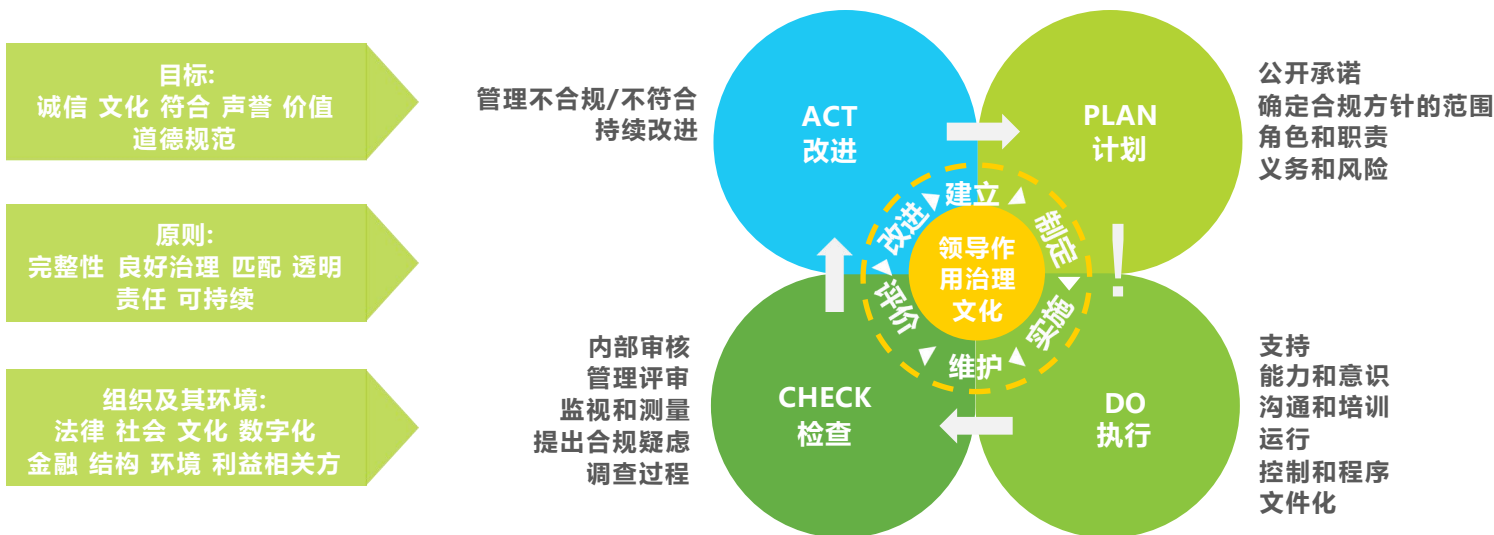 目标:
诚信 文化 符合 声誉 价值
道德规范
原则:
完整性 良好治理 匹配 透明
责任 可持续
组织及其环境:
法律 社会 文化 数字化
金融 结构 环境 利益相关方
管理不合规/不符合
持续改进
ACT
改进
PLAN
计划
公开承诺
确定合规方针的范围
角色和职责
义务和风险
建立
制定
实施
维护
评价
改进
领导作
用治理
文化
!
内部审核
管理评审
监视和测量
提出合规疑虑
调查过程
CHECK
检查
DO
执行
支持
能力和意识
沟通和培训
运行
控制和程序
文件化